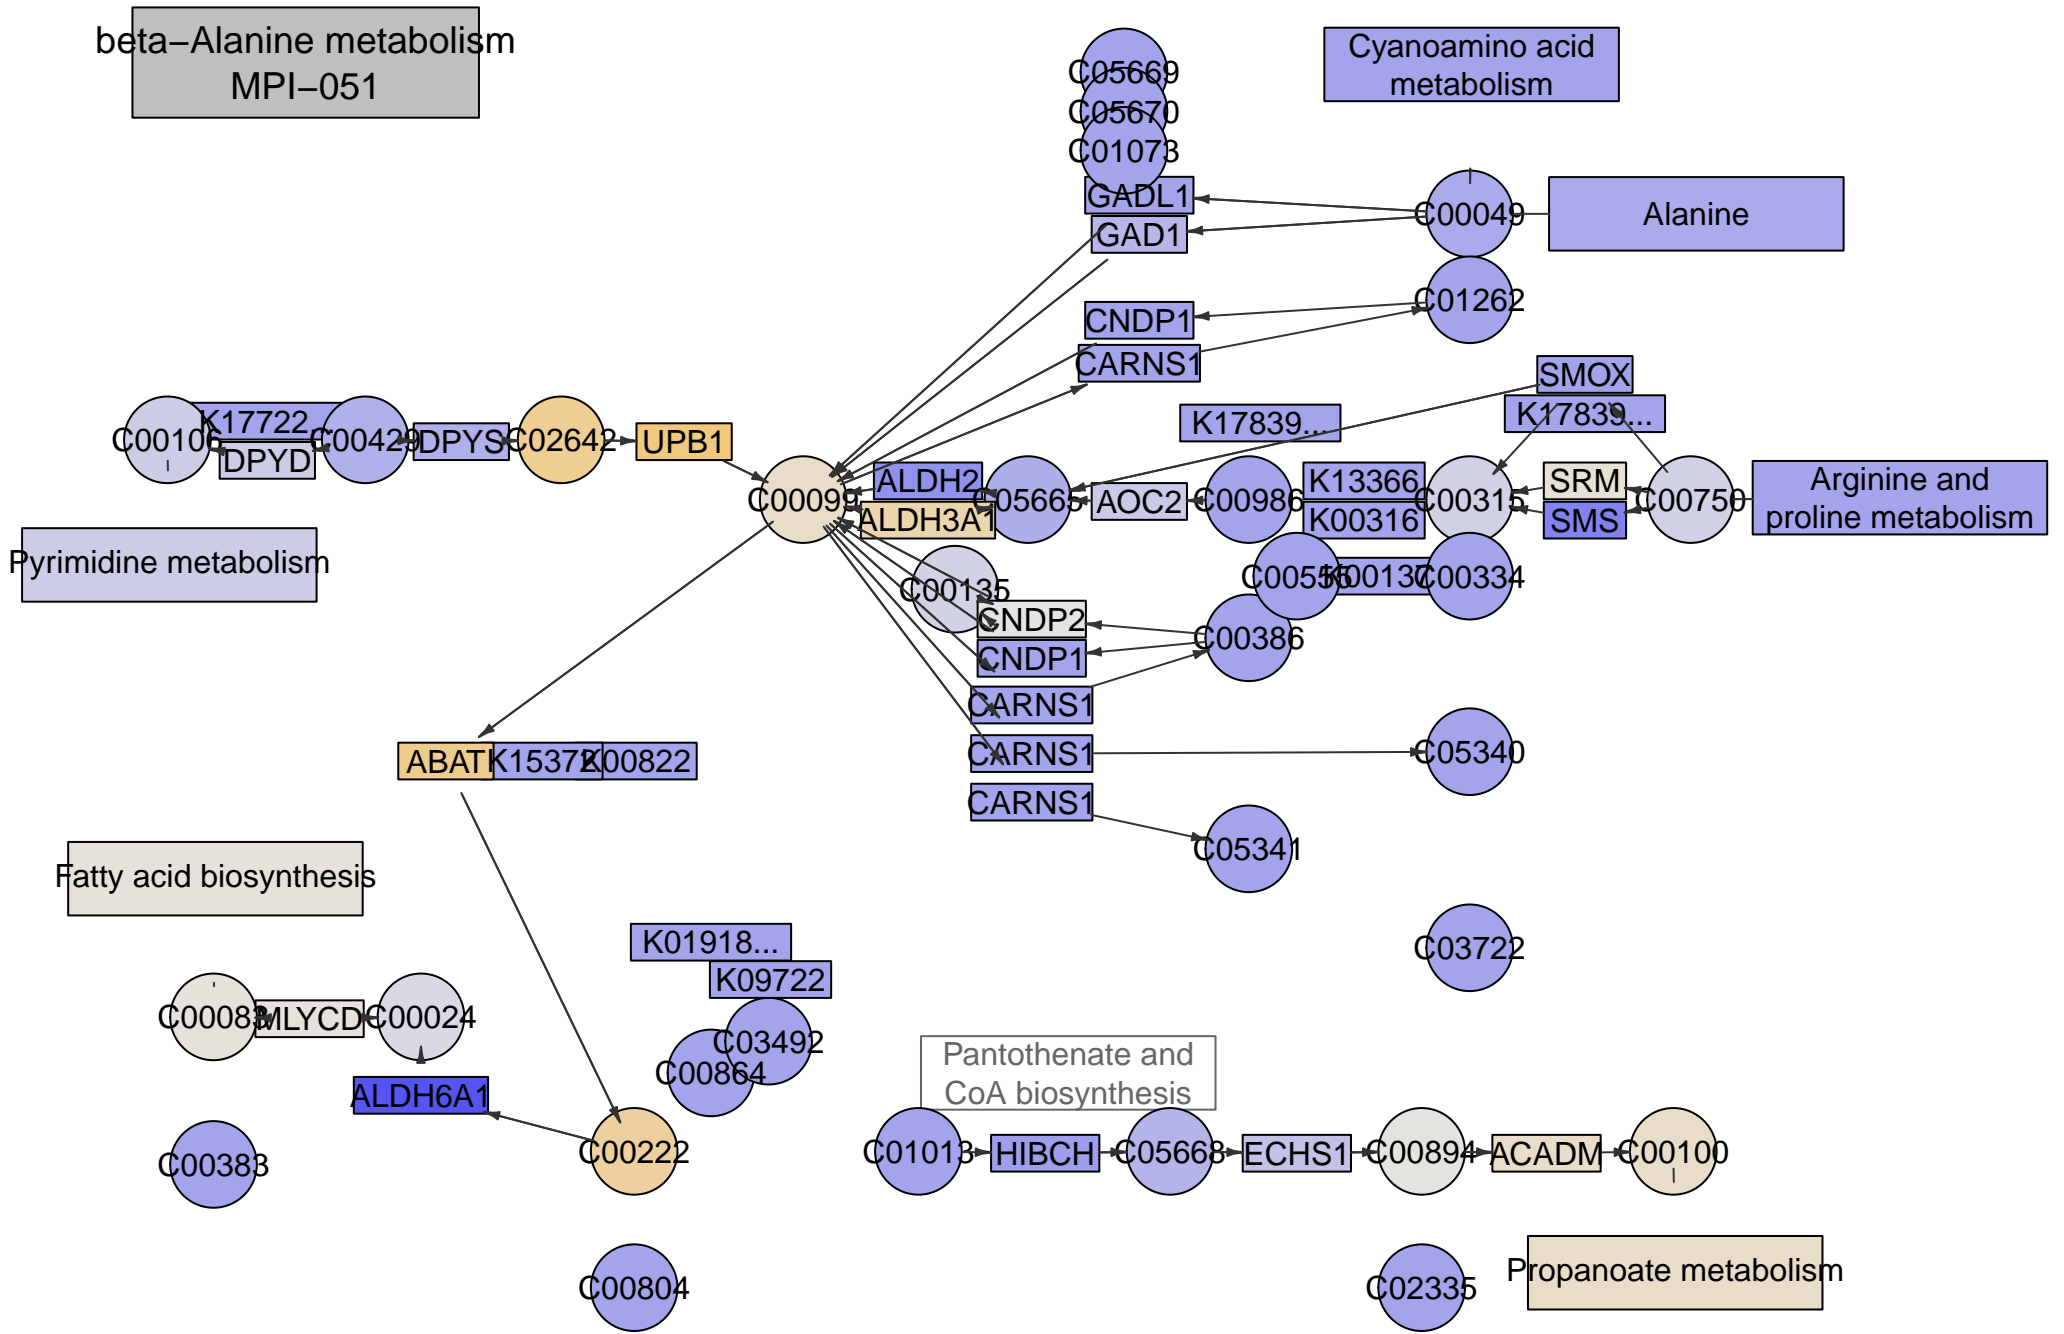 beta−Alanine metabolism
MPI−051
C05669
C05670
C01073
Cyanoamino acid
metabolism
GADL1
GAD1
C00049
Alanine
C01262
CNDP1
CARNS1
SMOX
K17839...
K17839...
C00106
K17722...
DPYD
C00429
DPYS
C02642
UPB1
C00099
ALDH2
ALDH3A1
C05665
AOC2
C00986
K13366
K00316
C00315
SRM
SMS
C00750
Arginine and
proline metabolism
Pyrimidine metabolism
C00135
C00555
K00137
C00334
CNDP2
CNDP1
C00386
CARNS1
CARNS1
CARNS1
C05340
C05341
ABAT
K15372
K00822
Fatty acid biosynthesis
K01918...
K09722
C03722
C00083
MLYCD
C00024
C03492
C00864
ALDH6A1
Pantothenate and
CoA biosynthesis
C00383
C00222
C01013
HIBCH
C05668
ECHS1
C00894
ACADM
C00100
C00804
C02335
Propanoate metabolism